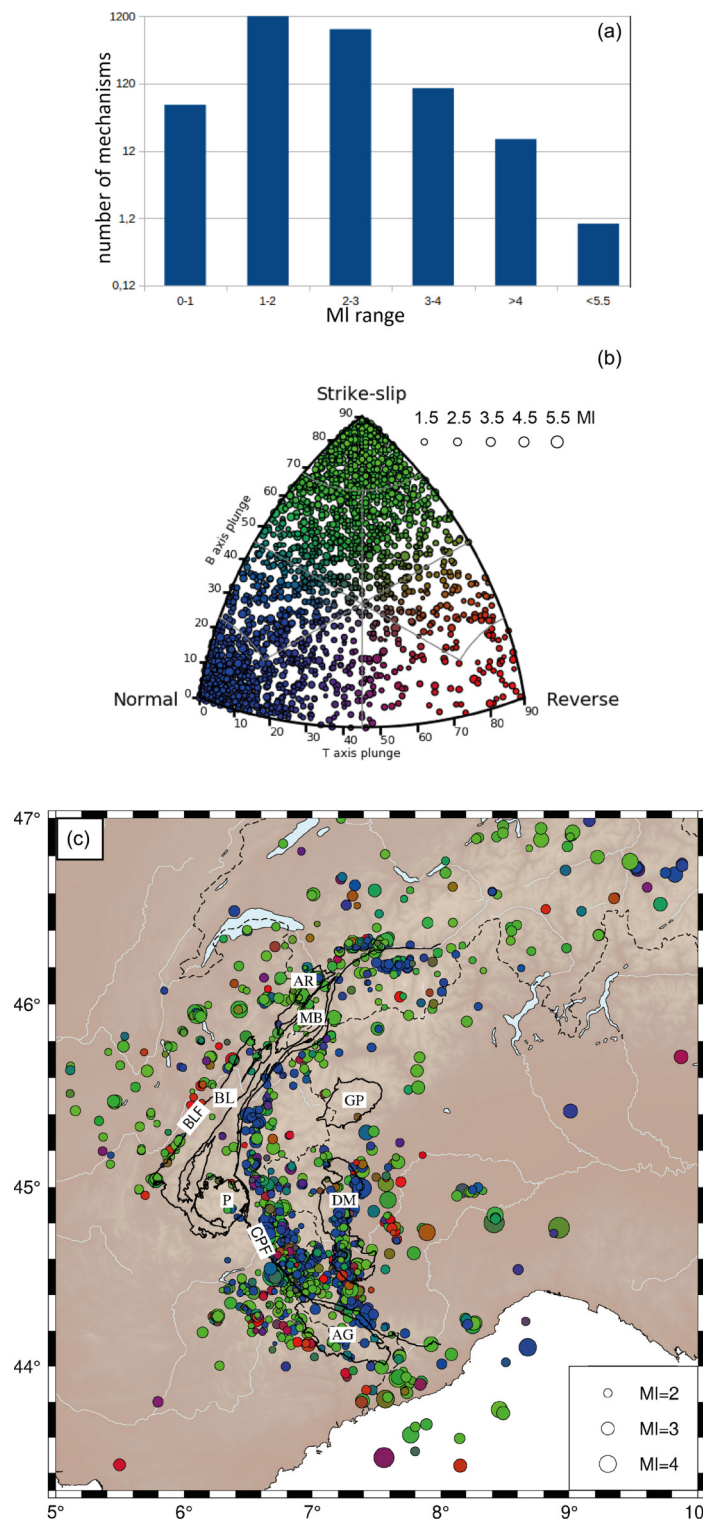 (a)
1200
120
12
1,2
0,12
number of mechanisms
0-1 1-2 2-3 3-4 >4 <5.5
Ml range
(b)
Strike-slip
1.5 2.5 3.5 4.5 5.5 Ml
90
80
70
60
50
40
30
20
10
0
B axis plunge
Normal
Reverse
0 10 20 30 40 50 60 70 80 90
T axis plunge
(c)
47°
46°
45°
44°
AR
MB
BL
BLF
GP
P
DM
CPF
AG
Ml=2
Ml=3
Ml=4
5° 6° 7° 8° 9° 10